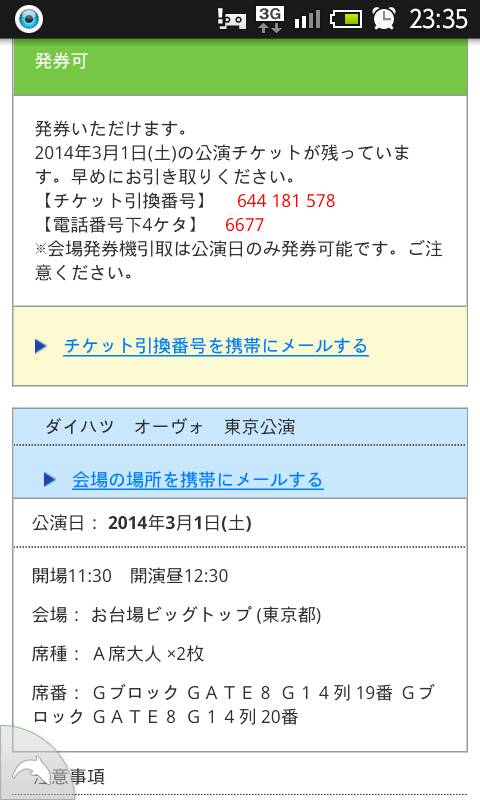 3G 23:35
発券可
発券いただけます。
2014年3月1日(土)の公演チケットが残っていま
す。早めにお引き取りください。
【チケット引換番号】　644 181 578
【電話番号下4ケタ】　6677
※会場発券機引取は公演日のみ発券可能です。ご注
意ください。
チケット引換番号を携帯にメールする
ダイハツ　オーヴォ　東京公演
会場の場所を携帯にメールする
公演日： 2014年3月1日(土)
開場11:30　開演昼12:30
会場： お台場ビッグトップ (東京都)
席種： Ａ席大人 ×2枚
席番： Ｇブロック ＧＡＴＥ８ Ｇ１４列 19番 Ｇブ
ロック ＧＡＴＥ８ Ｇ１４列 20番
注意事項